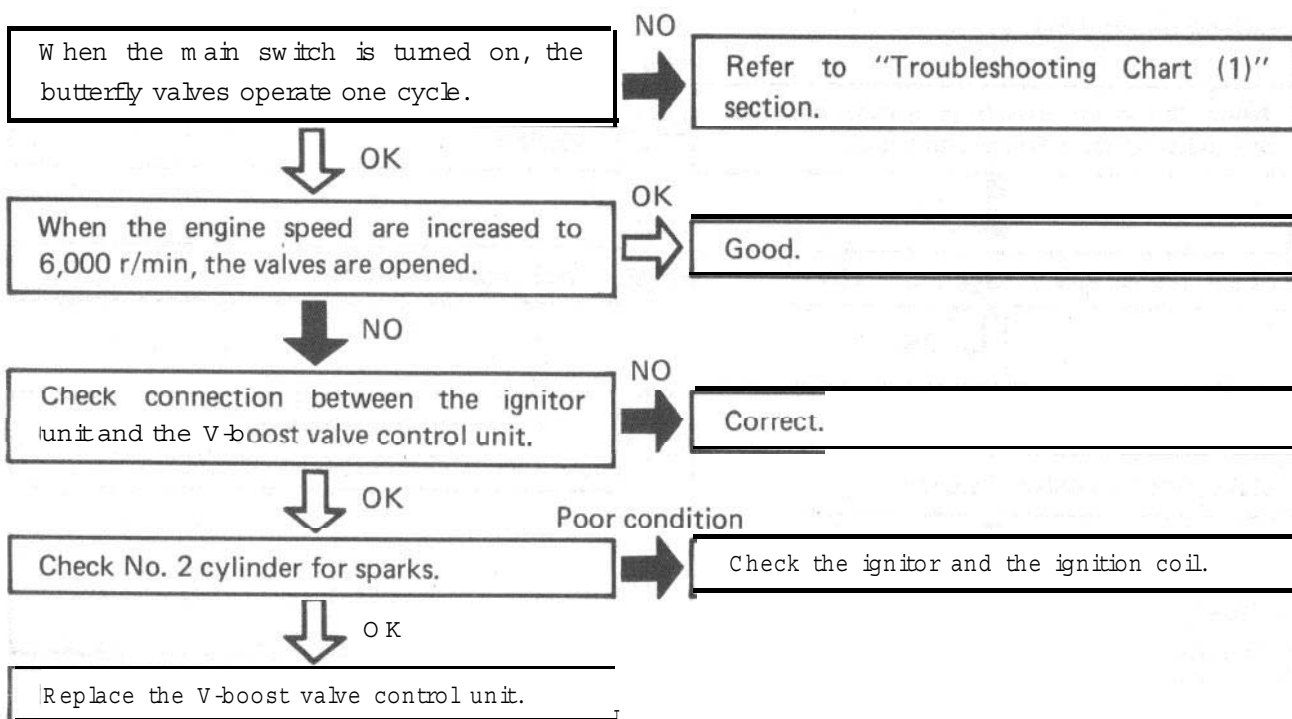 When the main switch is turned on, the
butterfly valves operate one cycle.
NO
Refer to "Troubleshooting Chart (1)"
section.
OK
When the engine speed are increased to
6,000 r/min, the valves are opened.
OK
Good.
NO
Check connection between the ignitor
unit and the V-boost valve control unit.
NO
Correct.
OK
Check No. 2 cylinder for sparks.
Poor condition
Check the ignitor and the ignition coil.
OK
Replace the V-boost valve control unit.